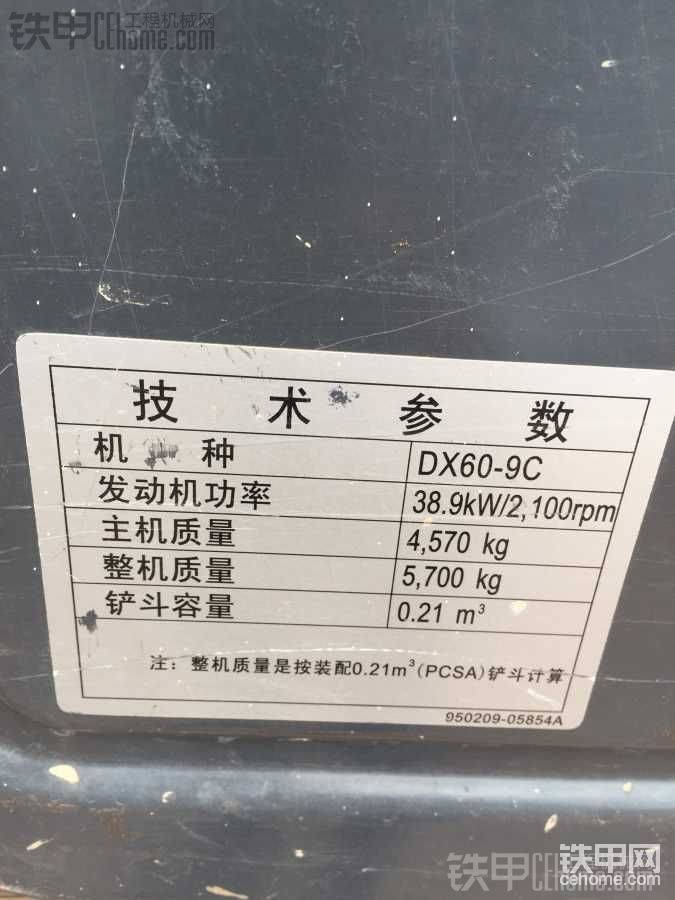 铁甲 工程机械网
CEhome.com
技术参数
机种 DX60-9C
发动机功率 38.9kW/2,100rpm
主机质量 4,570 kg
整机质量 5,700 kg
铲斗容量 0.21 m³
注：整机质量是按装配0.21m³(PCSA)铲斗计算
950209-05854A
铁甲网
cehome.com